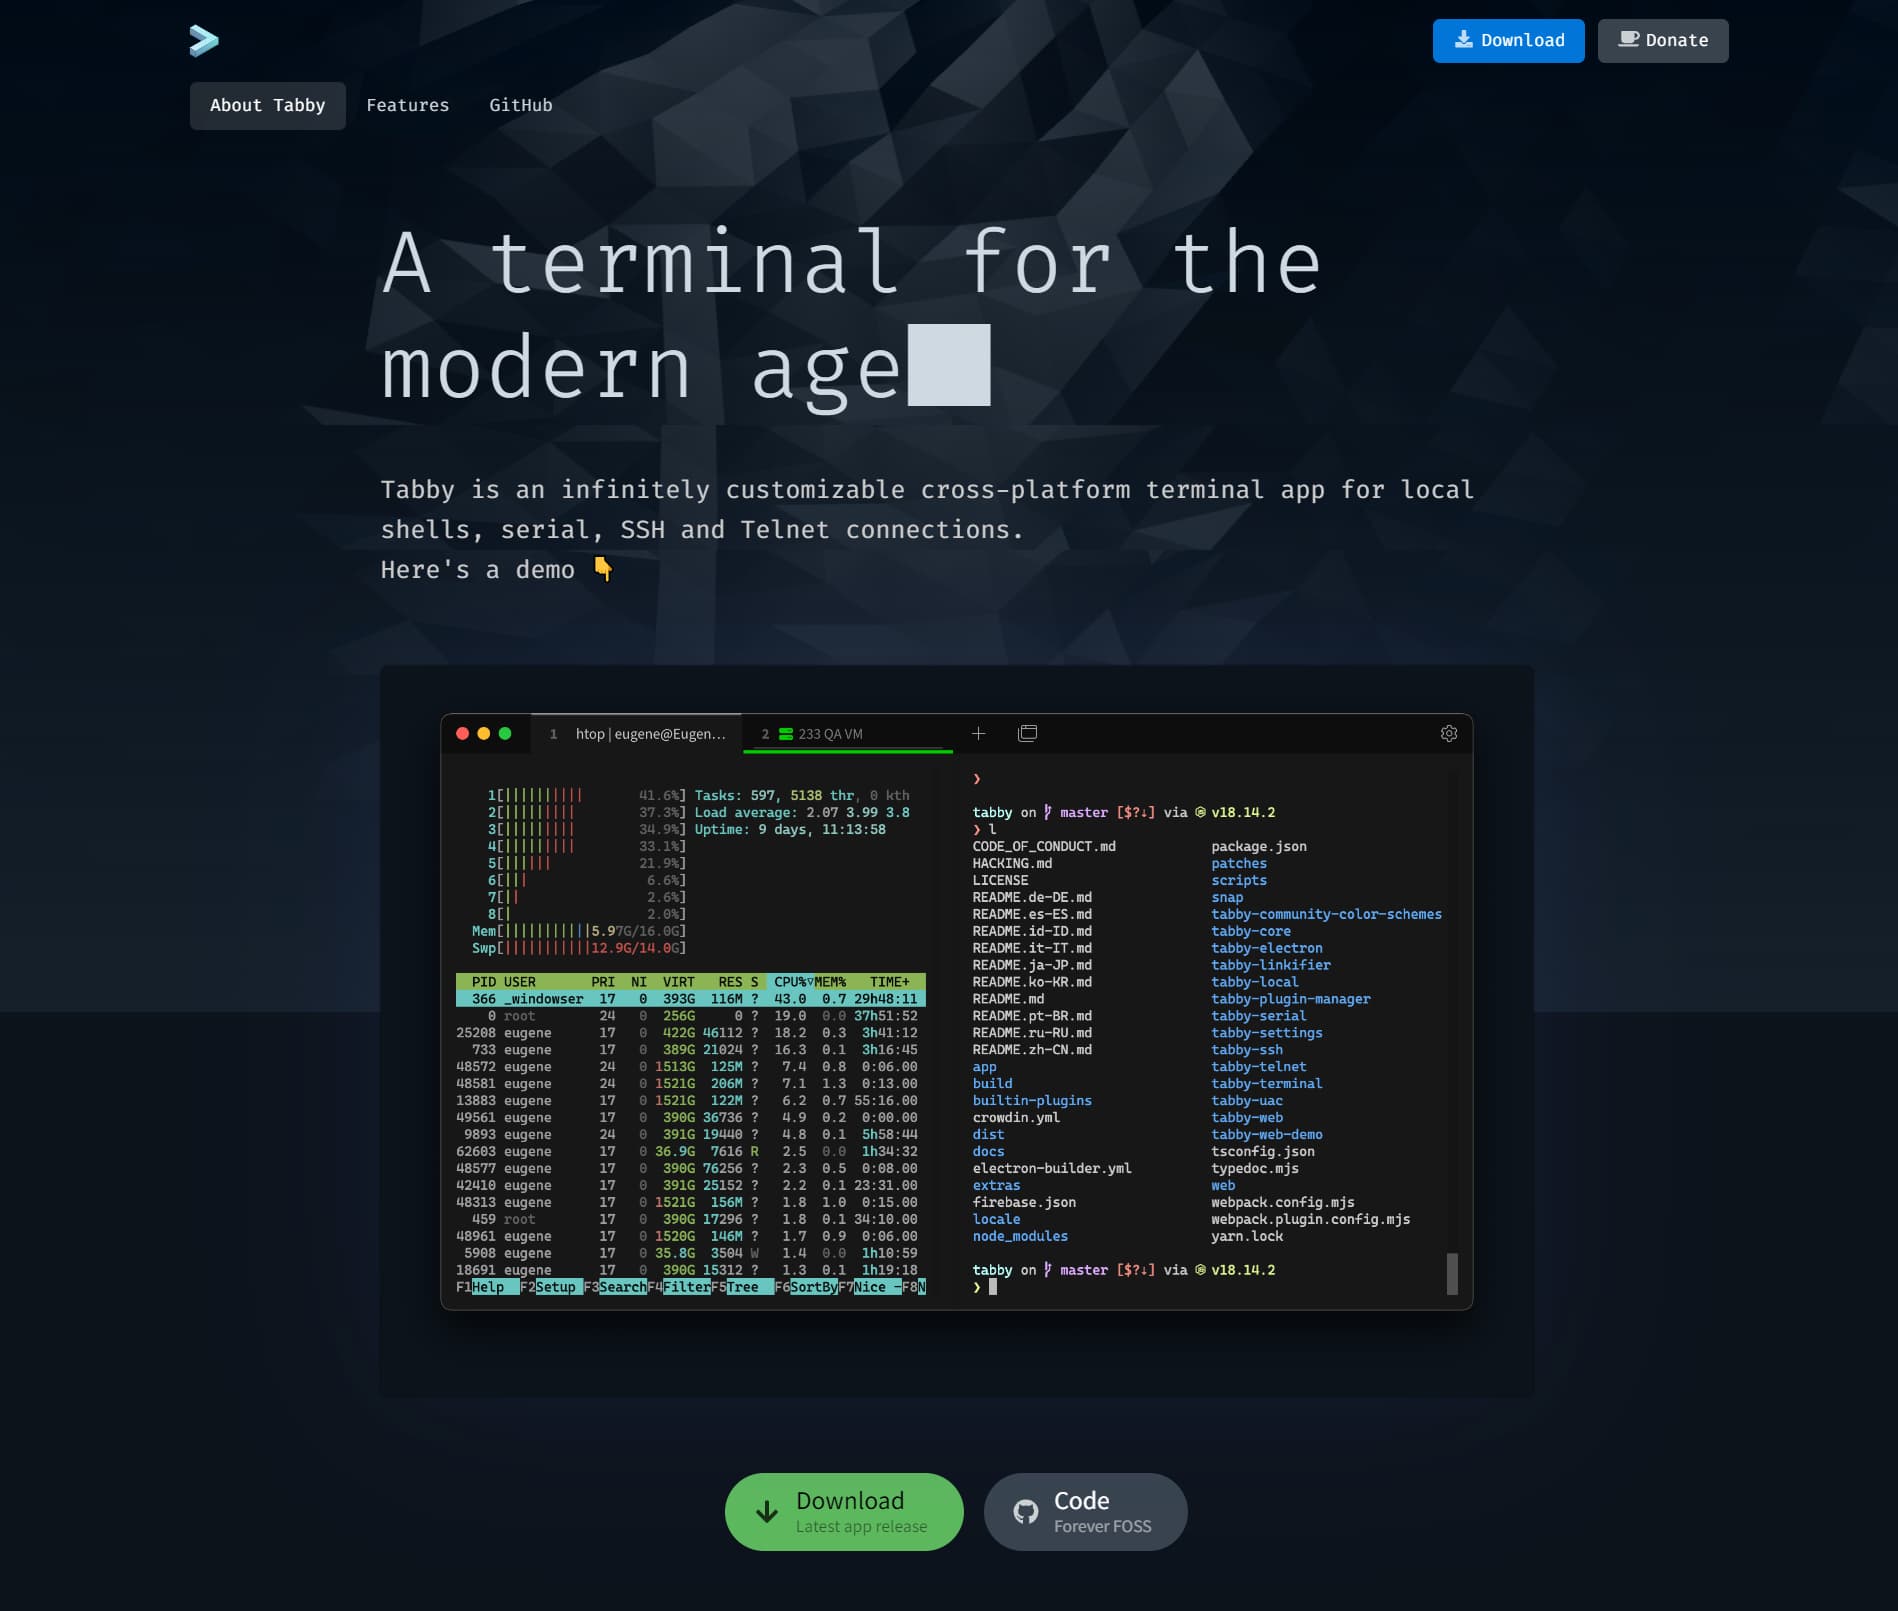 Download
Donate
About Tabby
Features
GitHub
A terminal for the
modern age
Tabby is an infinitely customizable cross-platform terminal app for local
shells, serial, SSH and Telnet connections.
Here's a demo 👇
1 htop | eugene@Eugen…
2 233 QA VM
1[||||||||||       41.6%] Tasks: 597, 5138 thr, 0 kth
2[|||||||||        37.3%] Load average: 2.07 3.99 3.8
3[|||||||||        34.9%] Uptime: 9 days, 11:13:58
4[|||||||||        33.1%]
5[||||||           21.9%]
6[|||               6.6%]
7[||                2.6%]
8[|                 2.0%]
Mem[|||||||||||5.97G/16.0G]
Swp[|||||||||||12.9G/14.0G]
PID USER PRI NI VIRT RES S CPU%▽MEM% TIME+
366 _windowser 17 0 393G 116M ? 43.0 0.7 29h48:11
0 root 24 0 256G 0 ? 19.0 0.0 37h51:52
25208 eugene 17 0 422G 46112 ? 18.2 0.3 3h41:12
733 eugene 17 0 389G 21024 ? 16.3 0.1 3h16:45
48572 eugene 24 0 1513G 125M ? 7.4 0.8 0:06.00
48581 eugene 24 0 1521G 206M ? 7.1 1.3 0:13.00
13883 eugene 17 0 1521G 122M ? 6.2 0.7 55:16.00
49561 eugene 17 0 390G 36736 ? 4.9 0.2 0:00.00
9893 eugene 24 0 391G 19440 ? 4.8 0.1 5h58:44
62603 eugene 17 0 36.9G 7616 R 2.5 0.0 1h34:32
48577 eugene 17 0 390G 76256 ? 2.3 0.5 0:08.00
42410 eugene 17 0 391G 25152 ? 2.2 0.1 23:31.00
48313 eugene 17 0 1521G 156M ? 1.8 1.0 0:15.00
459 root 17 0 390G 17296 ? 1.8 0.1 34:10.00
48961 eugene 17 0 1520G 146M ? 1.7 0.9 0:06.00
5908 eugene 17 0 35.8G 3504 W 1.4 0.0 1h10:59
18691 eugene 17 0 390G 15312 ? 1.3 0.1 1h19:18
F1Help F2Setup F3SearchF4FilterF5Tree F6SortByF7Nice -F8N
❯
tabby on master [$?↓] via v18.14.2
❯ l
CODE_OF_CONDUCT.md package.json
HACKING.md patches
LICENSE scripts
README.de-DE.md snap
README.es-ES.md tabby-community-color-schemes
README.id-ID.md tabby-core
README.it-IT.md tabby-electron
README.ja-JP.md tabby-linkifier
README.ko-KR.md tabby-local
README.md tabby-plugin-manager
README.pt-BR.md tabby-serial
README.ru-RU.md tabby-settings
README.zh-CN.md tabby-ssh
app tabby-telnet
build tabby-terminal
builtin-plugins tabby-uac
crowdin.yml tabby-web
dist tabby-web-demo
docs tsconfig.json
electron-builder.yml typedoc.mjs
extras web
firebase.json webpack.config.mjs
locale webpack.plugin.config.mjs
node_modules yarn.lock
tabby on master [$?↓] via v18.14.2
❯
Download
Latest app release
Code
Forever FOSS